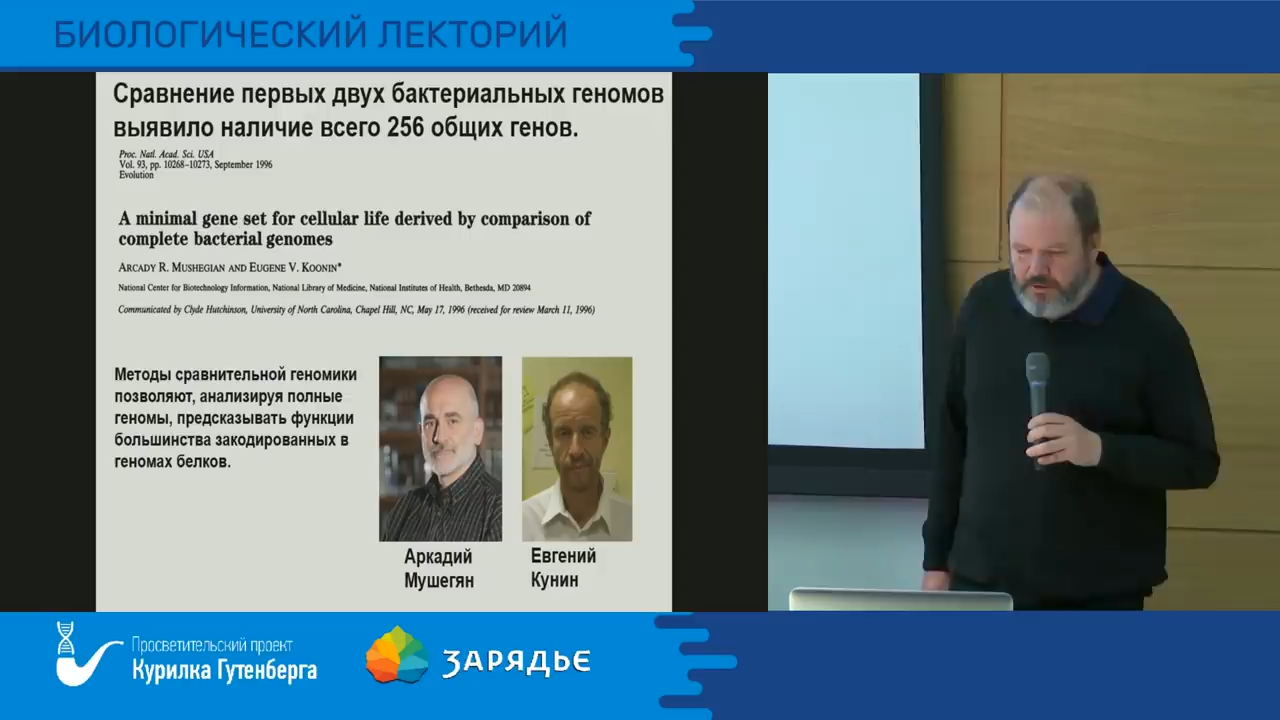 БИОЛОГИЧЕСКИЙ ЛЕКТОРИЙ
Сравнение первых двух бактериальных геномов
выявило наличие всего 256 общих генов.
Proc. Natl. Acad. Sci. USA
Vol. 93, pp. 10268–10273, September 1996
Evolution
A minimal gene set for cellular life derived by comparison of
complete bacterial genomes
ARCADY R. MUSHEGIAN AND EUGENE V. KOONIN*
National Center for Biotechnology Information, National Library of Medicine, National Institutes of Health, Bethesda, MD 20894
Communicated by Clyde Hutchinson, University of North Carolina, Chapel Hill, NC, May 17, 1996 (received for review March 11, 1996)
Методы сравнительной геномики
позволяют, анализируя полные
геномы, предсказывать функции
большинства закодированных в
геномах белков.
Аркадий
Мушегян
Евгений
Кунин
Просветительский проект
Курилка Гутенберга
ЗАРЯДЬЕ